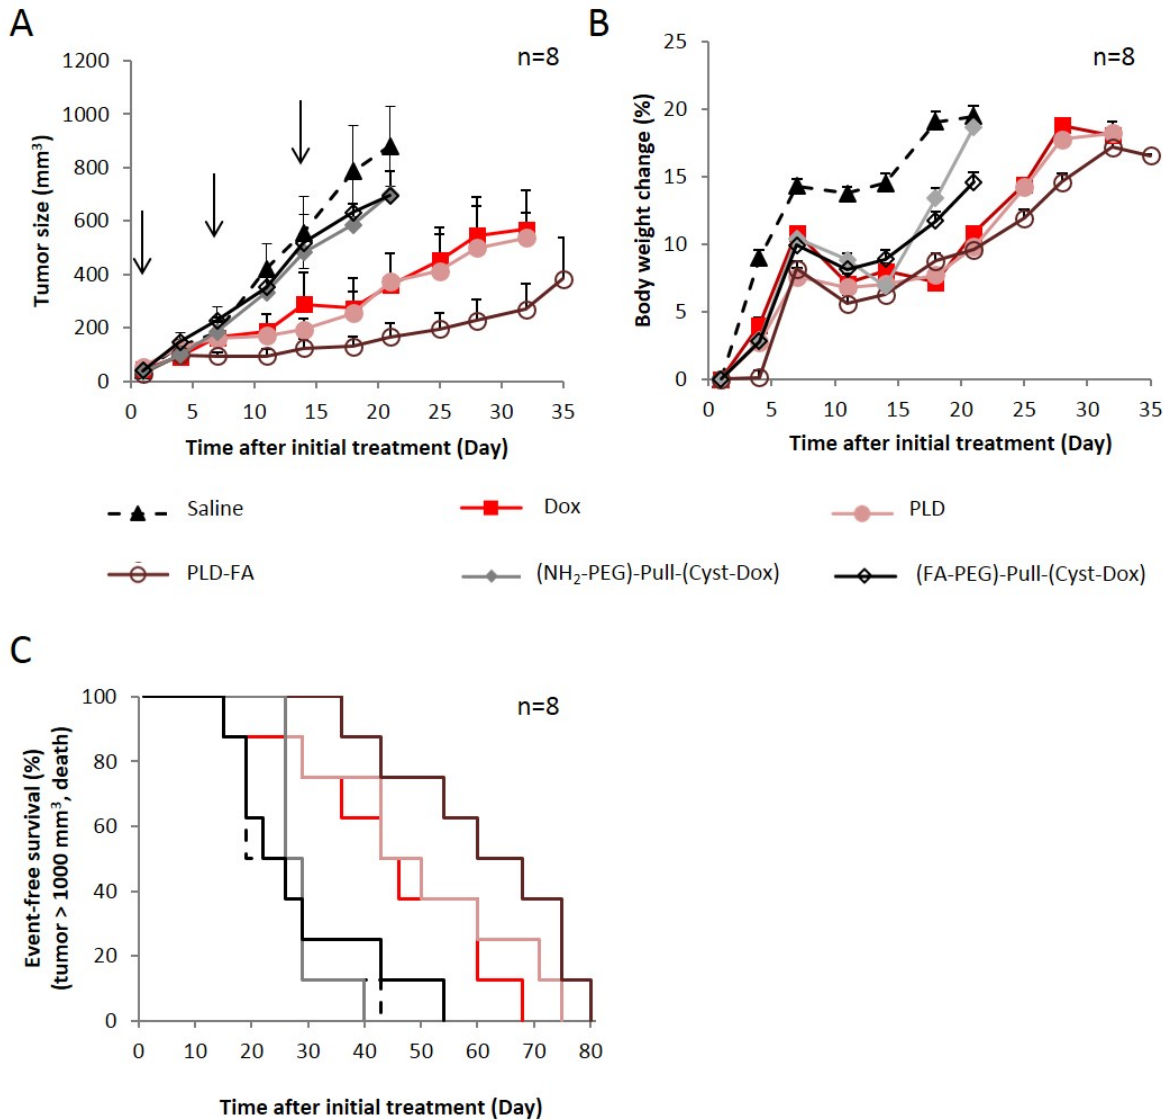 A
n=8
Tumor size (mm³)
1200
1000
800
600
400
200
0
0 5 10 15 20 25 30 35
Time after initial treatment (Day)
B
n=8
Body weight change (%)
25
20
15
10
5
0
0 5 10 15 20 25 30 35
Time after initial treatment (Day)
Saline
Dox
PLD
PLD-FA
(NH₂-PEG)-Pull-(Cyst-Dox)
(FA-PEG)-Pull-(Cyst-Dox)
C
n=8
Event-free survival (%)
(tumor > 1000 mm³, death)
100
80
60
40
20
0
0 10 20 30 40 50 60 70 80
Time after initial treatment (Day)